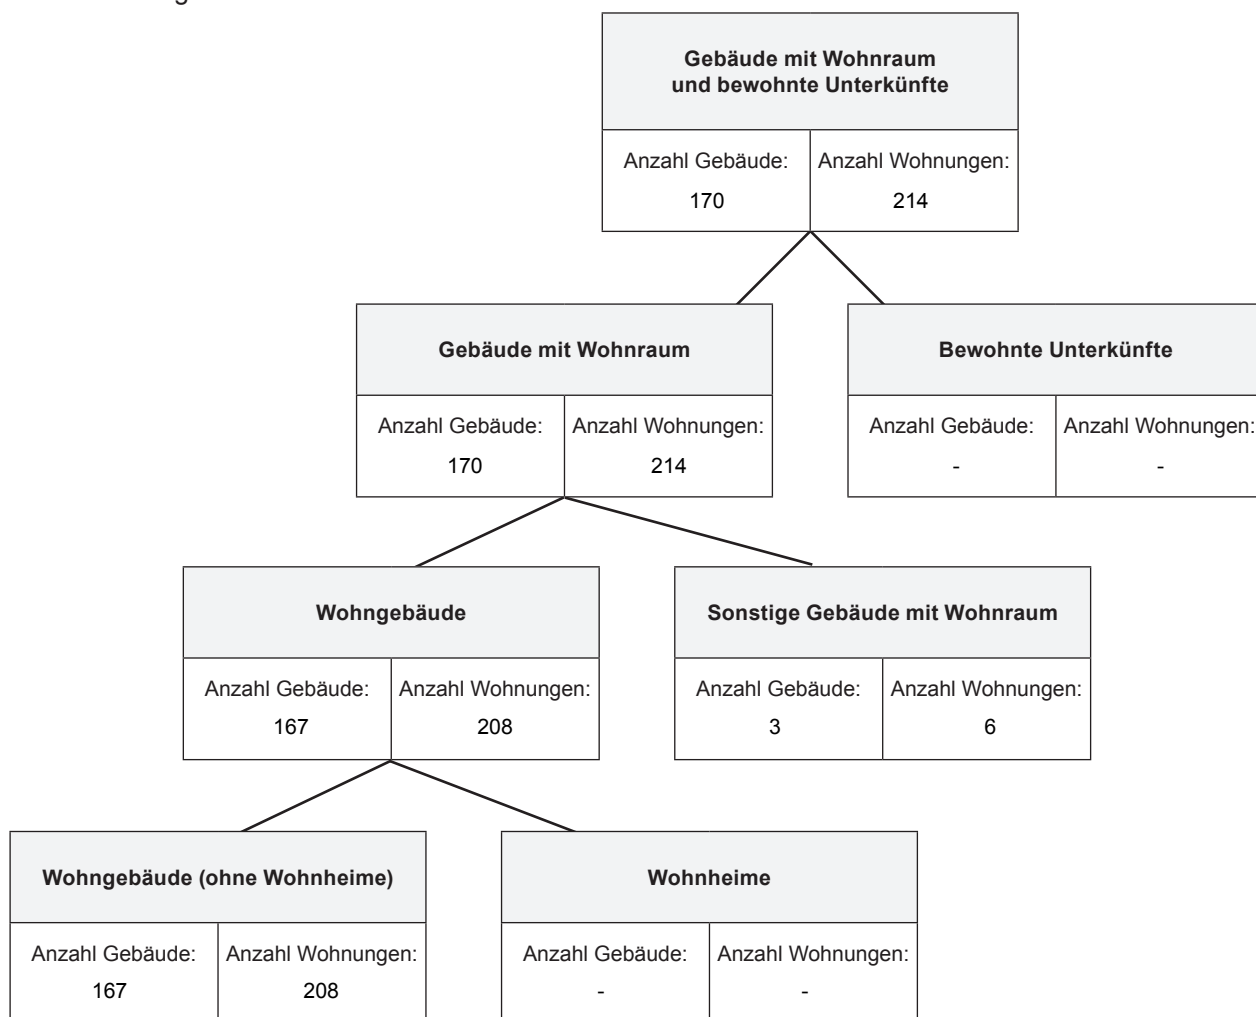 Gebäude mit Wohnraum
und bewohnte Unterkünfte
Anzahl Gebäude: Anzahl Wohnungen:
170 214
Gebäude mit Wohnraum
Anzahl Gebäude: Anzahl Wohnungen:
170 214
Bewohnte Unterkünfte
Anzahl Gebäude: Anzahl Wohnungen:
- -
Wohngebäude
Anzahl Gebäude: Anzahl Wohnungen:
167 208
Sonstige Gebäude mit Wohnraum
Anzahl Gebäude: Anzahl Wohnungen:
3 6
Wohngebäude (ohne Wohnheime)
Anzahl Gebäude: Anzahl Wohnungen:
167 208
Wohnheime
Anzahl Gebäude: Anzahl Wohnungen:
- -